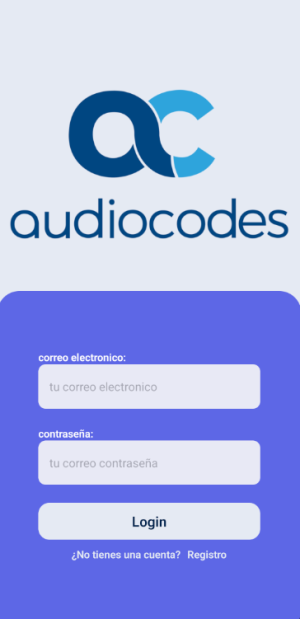 audiocodes
correo electronico:
tu correo electronico
contraseña:
tu correo contraseña
Login
¿No tienes una cuenta? Registro